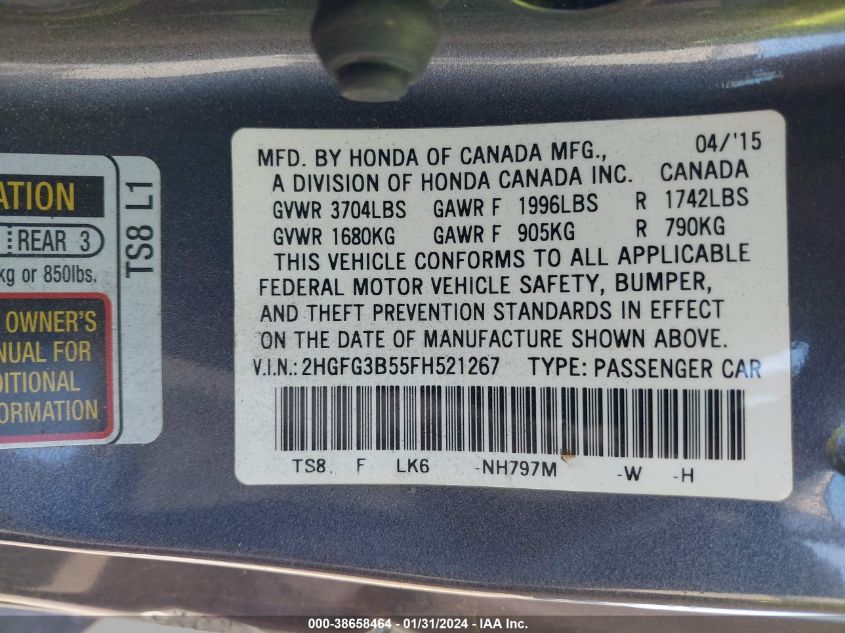 ATION
REAR 3
kg or 850lbs.
OWNER'S
NUAL FOR
DITIONAL
FORMATION
TS8 L1
04/'15
MFD. BY HONDA OF CANADA MFG.,
A DIVISION OF HONDA CANADA INC. CANADA
GVWR 3704LBS GAWR F 1996LBS R 1742LBS
GVWR 1680KG GAWR F 905KG R 790KG
THIS VEHICLE CONFORMS TO ALL APPLICABLE
FEDERAL MOTOR VEHICLE SAFETY, BUMPER,
AND THEFT PREVENTION STANDARDS IN EFFECT
ON THE DATE OF MANUFACTURE SHOWN ABOVE.
V.I.N.: 2HGFG3B55FH521267 TYPE: PASSENGER CAR
TS8 F LK6 -NH797M -W -H
000-38658464 | 01/31/2024 - IAA Inc.